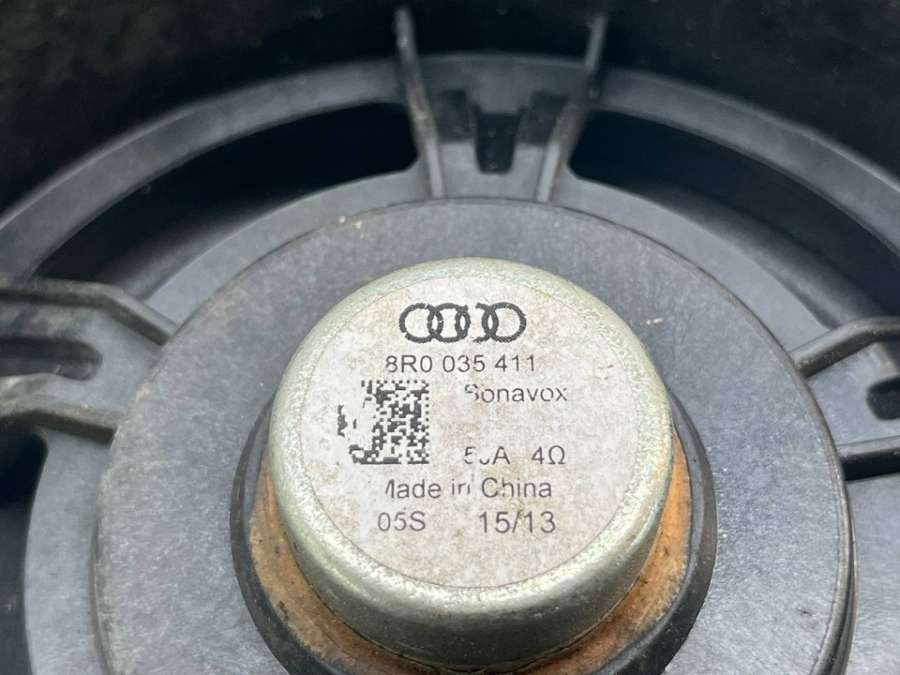 8R0 035 411
Sonavox
4Ω
Made in China
05S 15/13